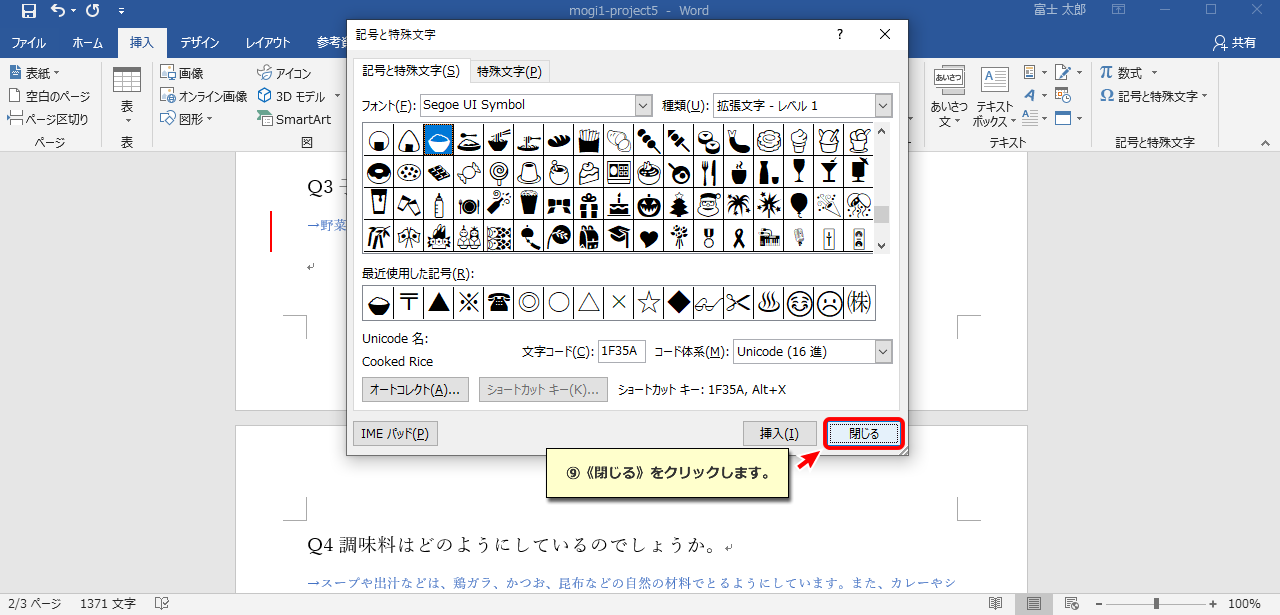 mogi1-project5 - Word
富士 太郎
ファイル ホーム 挿入 デザイン レイアウト 参考資
共有
表紙
空白のページ
ページ区切り
ページ
表
表
画像
オンライン画像
図形
アイコン
3D モデル
SmartArt
図
あいさつ
あいさつ文
テキストボックス
テキスト
数式
記号と特殊文字
記号と特殊文字
記号と特殊文字
記号と特殊文字(S) 特殊文字(P)
フォント(F): Segoe UI Symbol 種類(U): 拡張文字 - レベル 1
最近使用した記号(R):
〒 ▲ ※ ☎ ◎ ○ △ × ☆ ◆ ✂ ♨ ㈱
Unicode 名:
Cooked Rice
文字コード(C): 1F35A コード体系(M): Unicode (16 進)
オートコレクト(A)... ショートカット キー(K)... ショートカット キー: 1F35A, Alt+X
IME パッド(P) 挿入(I) 閉じる
⑨《閉じる》をクリックします。
Q3
→野菜
Q4 調味料はどのようにしているのでしょうか。
→スープや出汁などは、鶏ガラ、かつお、昆布などの自然の材料でとるようにしています。また、カレーやシ
2/3 ページ 1371 文字 100%